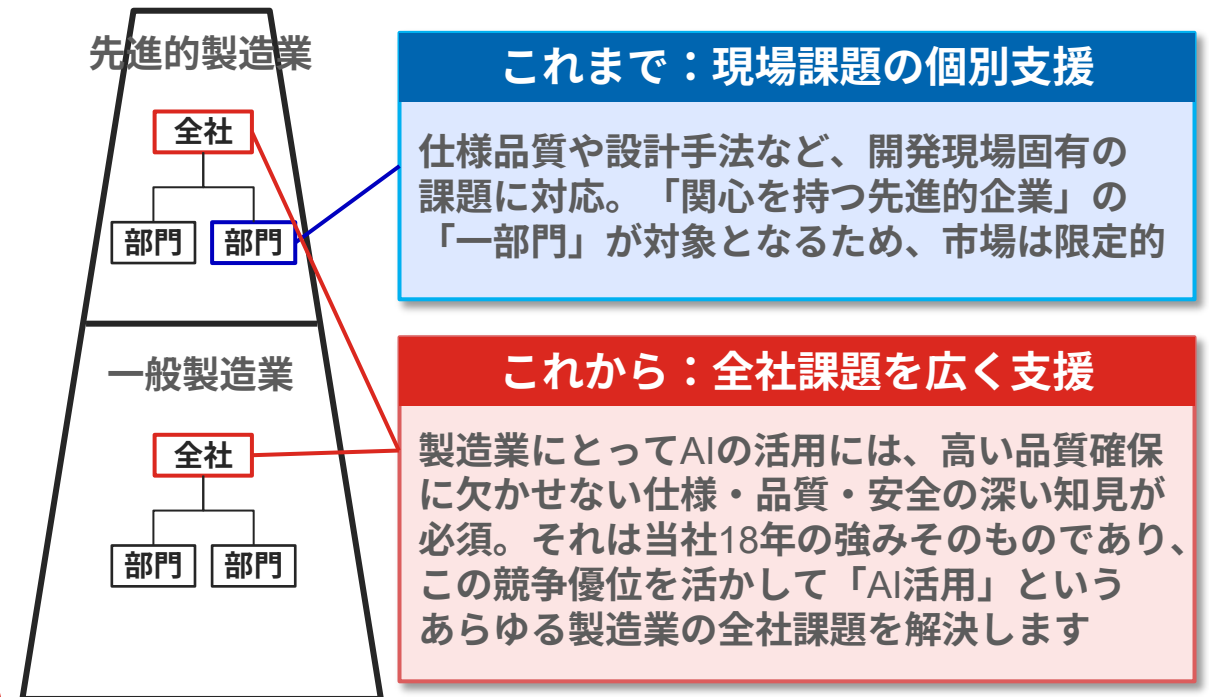 先進的製造業
全社
部門
部門
一般製造業
全社
部門
部門
これまで：現場課題の個別支援
仕様品質や設計手法など、開発現場固有の
課題に対応。「関心を持つ先進的企業」の
「一部門」が対象となるため、市場は限定的
これから：全社課題を広く支援
製造業にとってAIの活用には、高い品質確保
に欠かせない仕様・品質・安全の深い知見が
必須。それは当社18年の強みそのものであり、
この競争優位を活かして「AI活用」という
あらゆる製造業の全社課題を解決します